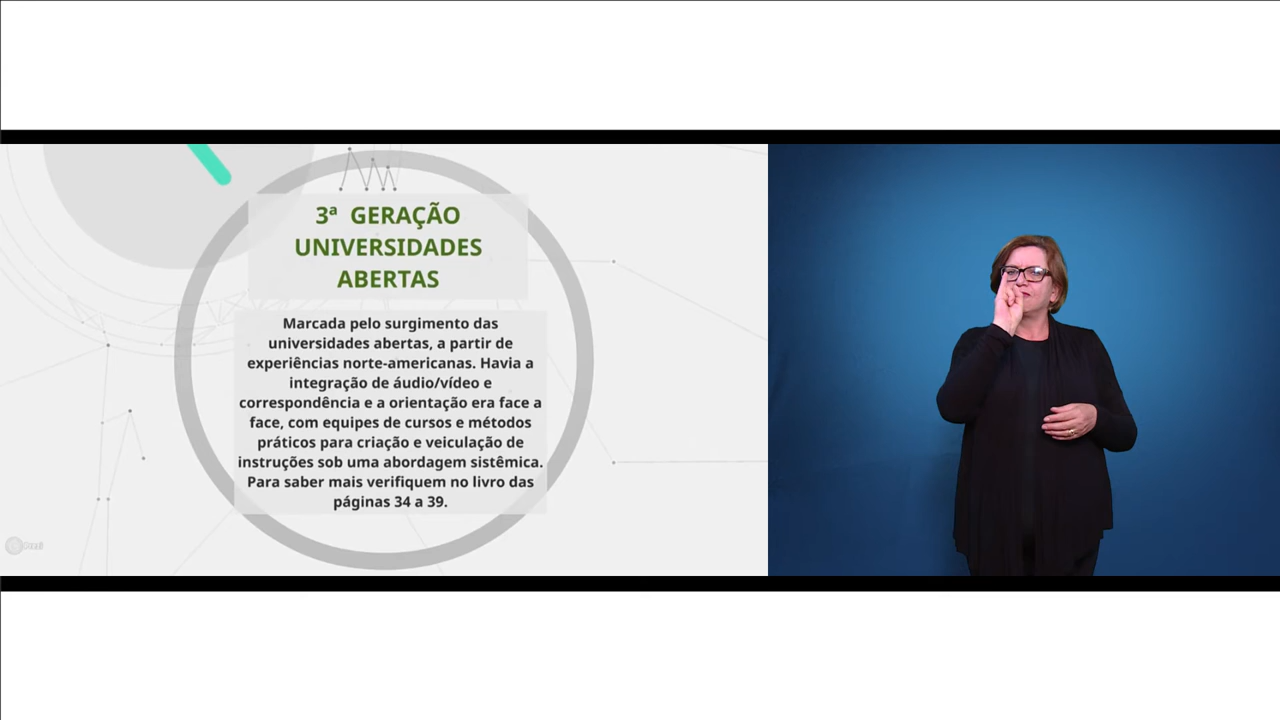 3ª GERAÇÃO
UNIVERSIDADES
ABERTAS
Marcada pelo surgimento das
universidades abertas, a partir de
experiências norte-americanas. Havia a
integração de áudio/vídeo e
correspondência e a orientação era face a
face, com equipes de cursos e métodos
práticos para criação e veiculação de
instruções sob uma abordagem sistêmica.
Para saber mais verifiquem no livro das
páginas 34 a 39.